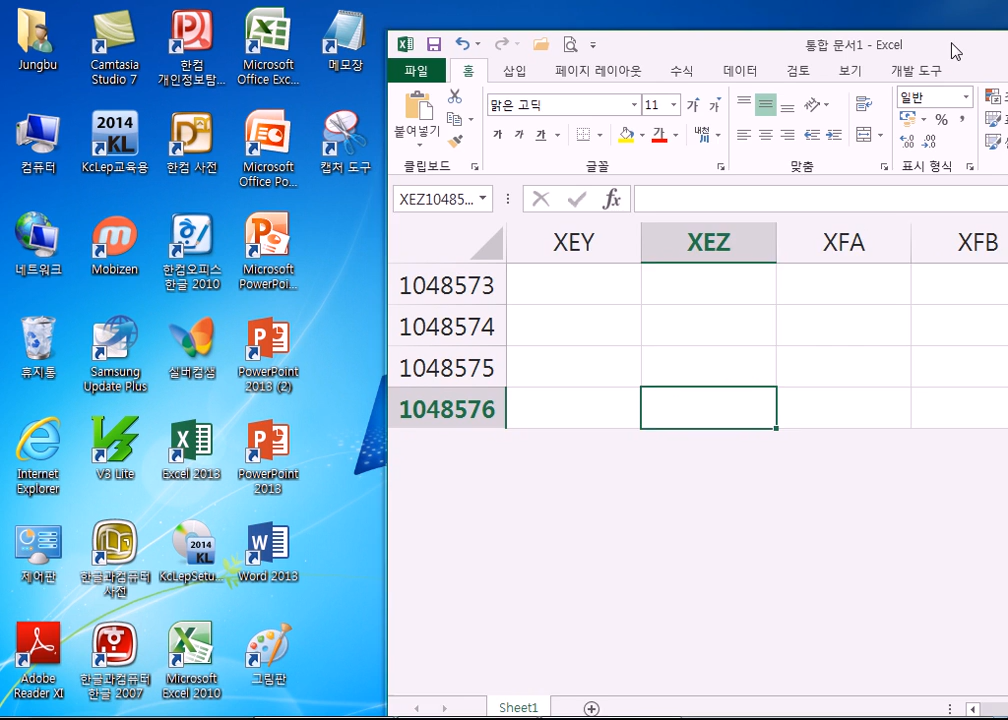 Jungbu
Camtasia
Studio 7
한컴
개인정보탐...
Microsoft
Office Exc...
메모장
컴퓨터
2014
KL
KcLep교육용
한컴 사전
Microsoft
Office Po...
캡처 도구
네트워크
Mobizen
한컴오피스
한글 2010
Microsoft
PowerPoi...
휴지통
Samsung
Update Plus
실버컴샘
PowerPoint
2013 (2)
Internet
Explorer
V3 Lite
Excel 2013
PowerPoint
2013
제어판
한글과컴퓨터
사전
2014
KL
KcLepSetu...
Word 2013
Adobe
Reader XI
한글과컴퓨터
한글 2007
Microsoft
Excel 2010
그림판
통합 문서1 - Excel
파일 홈 삽입 페이지 레이아웃 수식 데이터 검토 보기 개발 도구
붙여넣기
맑은 고딕 11 가 가
가 가 가 가 내천
일반
% ,
클립보드 글꼴 맞춤 표시 형식
XEZ10485... fx
XEY XEZ XFA XFB
1048573
1048574
1048575
1048576
Sheet1